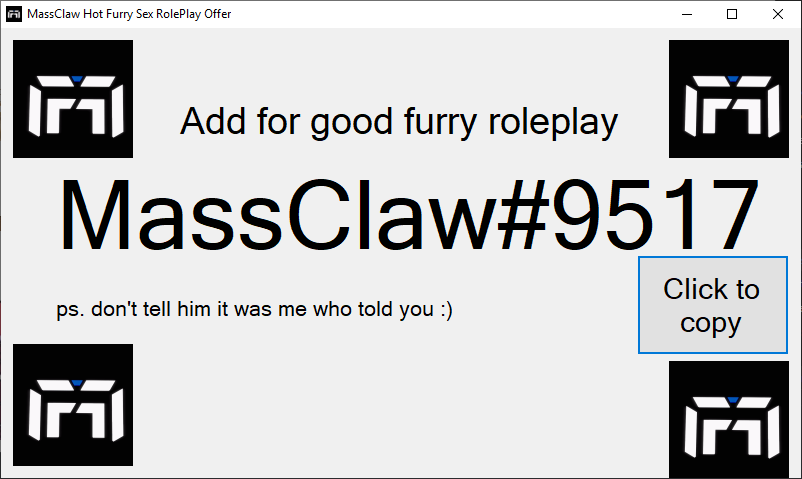 MassClaw Hot Furry Sex RolePlay Offer
Add for good furry roleplay
MassClaw#9517
ps. don't tell him it was me who told you :)
Click to
copy